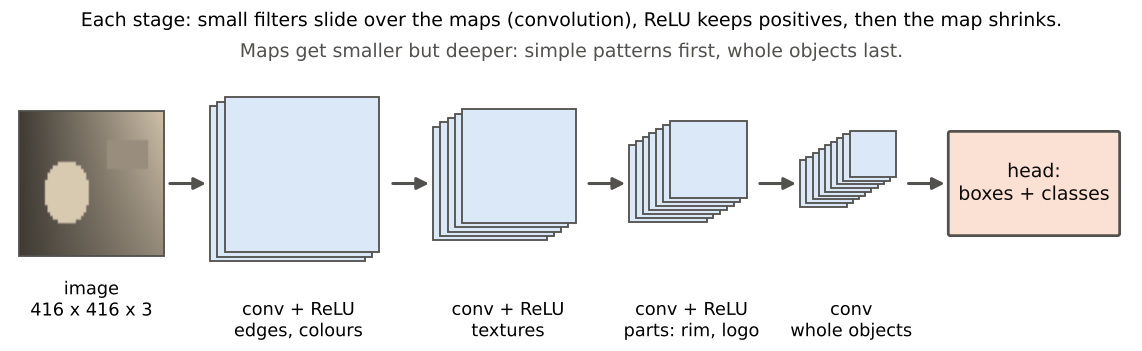 Each stage: small filters slide over the maps (convolution), ReLU keeps positives, then the map shrinks.
Maps get smaller but deeper: simple patterns first, whole objects last.
head:
boxes + classes
image
416 x 416 x 3
conv + ReLU
edges, colours
conv + ReLU
textures
conv + ReLU
parts: rim, logo
conv
whole objects